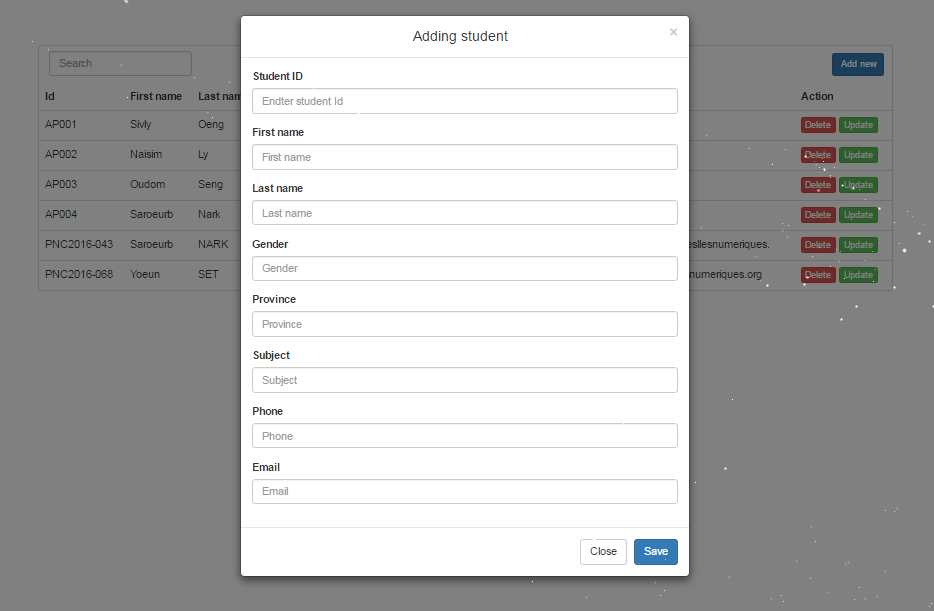 Adding student ×
Search
Add new
Id First name Last nam Action
AP001 Sivly Oeng Delete Update
AP002 Naisim Ly Delete Update
AP003 Oudom Seng Delete Update
AP004 Saroeurb Nark Delete Update
PNC2016-043 Saroeurb NARK esllesnumeriques. Delete Update
PNC2016-068 Yoeun SET numeriques.org Delete Update
Student ID
Endter student Id
First name
First name
Last name
Last name
Gender
Gender
Province
Province
Subject
Subject
Phone
Phone
Email
Email
Close Save